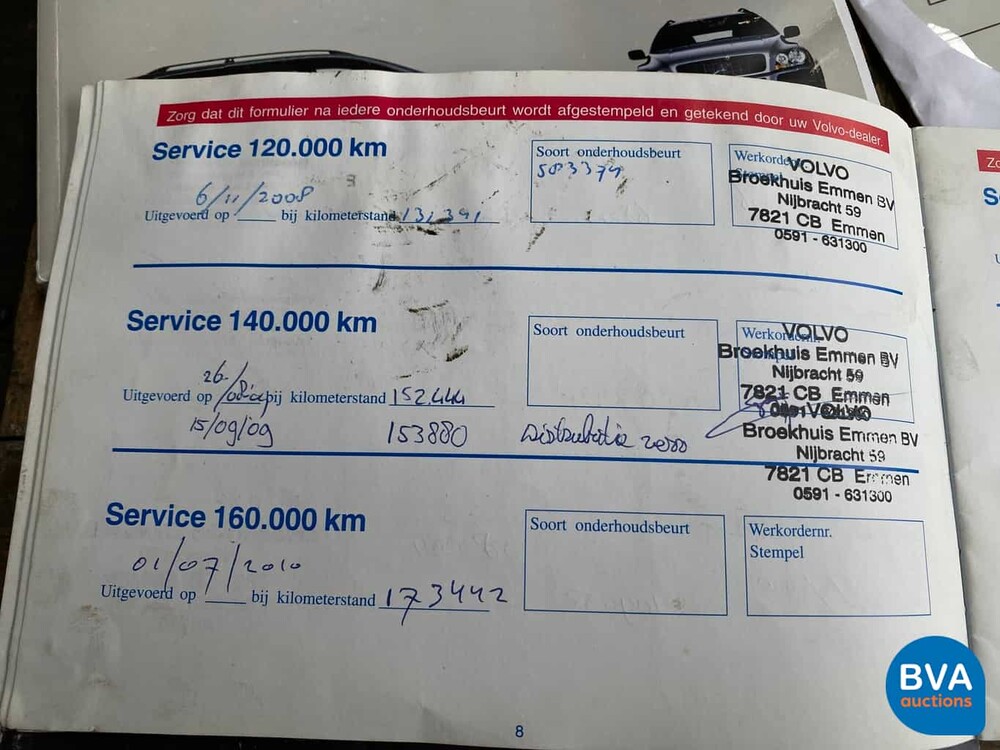 Zorg dat dit formulier na iedere onderhoudsbeurt wordt afgestempeld en getekend door uw Volvo-dealer.
Service 120.000 km
6/11/2008
Uitgevoerd op bij kilometerstand 131,391
Soort onderhoudsbeurt
Werkordernr.
VOLVO
Broekhuis Emmen BV
Nijbracht 59
7821 CB Emmen
0591 - 631300
Service 140.000 km
Uitgevoerd op bij kilometerstand 152.444
15/09/09 153880
Soort onderhoudsbeurt
Werkordernr.
VOLVO
Broekhuis Emmen BV
Nijbracht 59
7821 CB Emmen
Broekhuis Emmen BV
Nijbracht 59
7821 CB Emmen
0591 - 631300
Service 160.000 km
01/07/2010
Uitgevoerd op bij kilometerstand 173442
Soort onderhoudsbeurt
Werkordernr.
Stempel
8
BVA
auctions